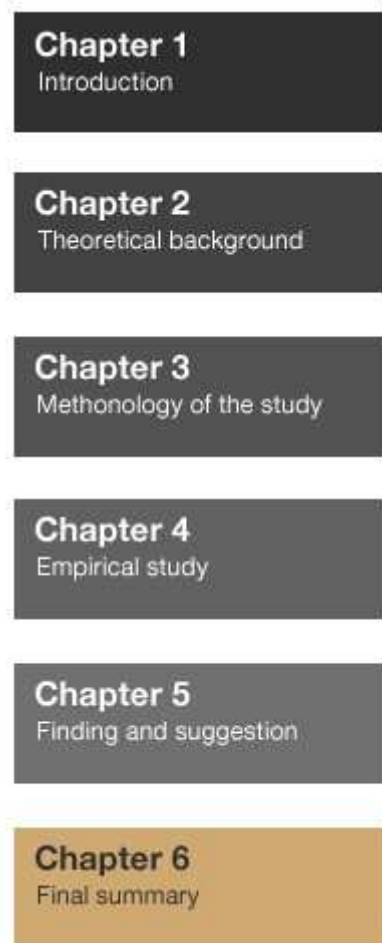 Chapter 1
Introduction
Chapter 2
Theoretical background
Chapter 3
Methonology of the study
Chapter 4
Empirical study
Chapter 5
Finding and suggestion
Chapter 6
Final summary